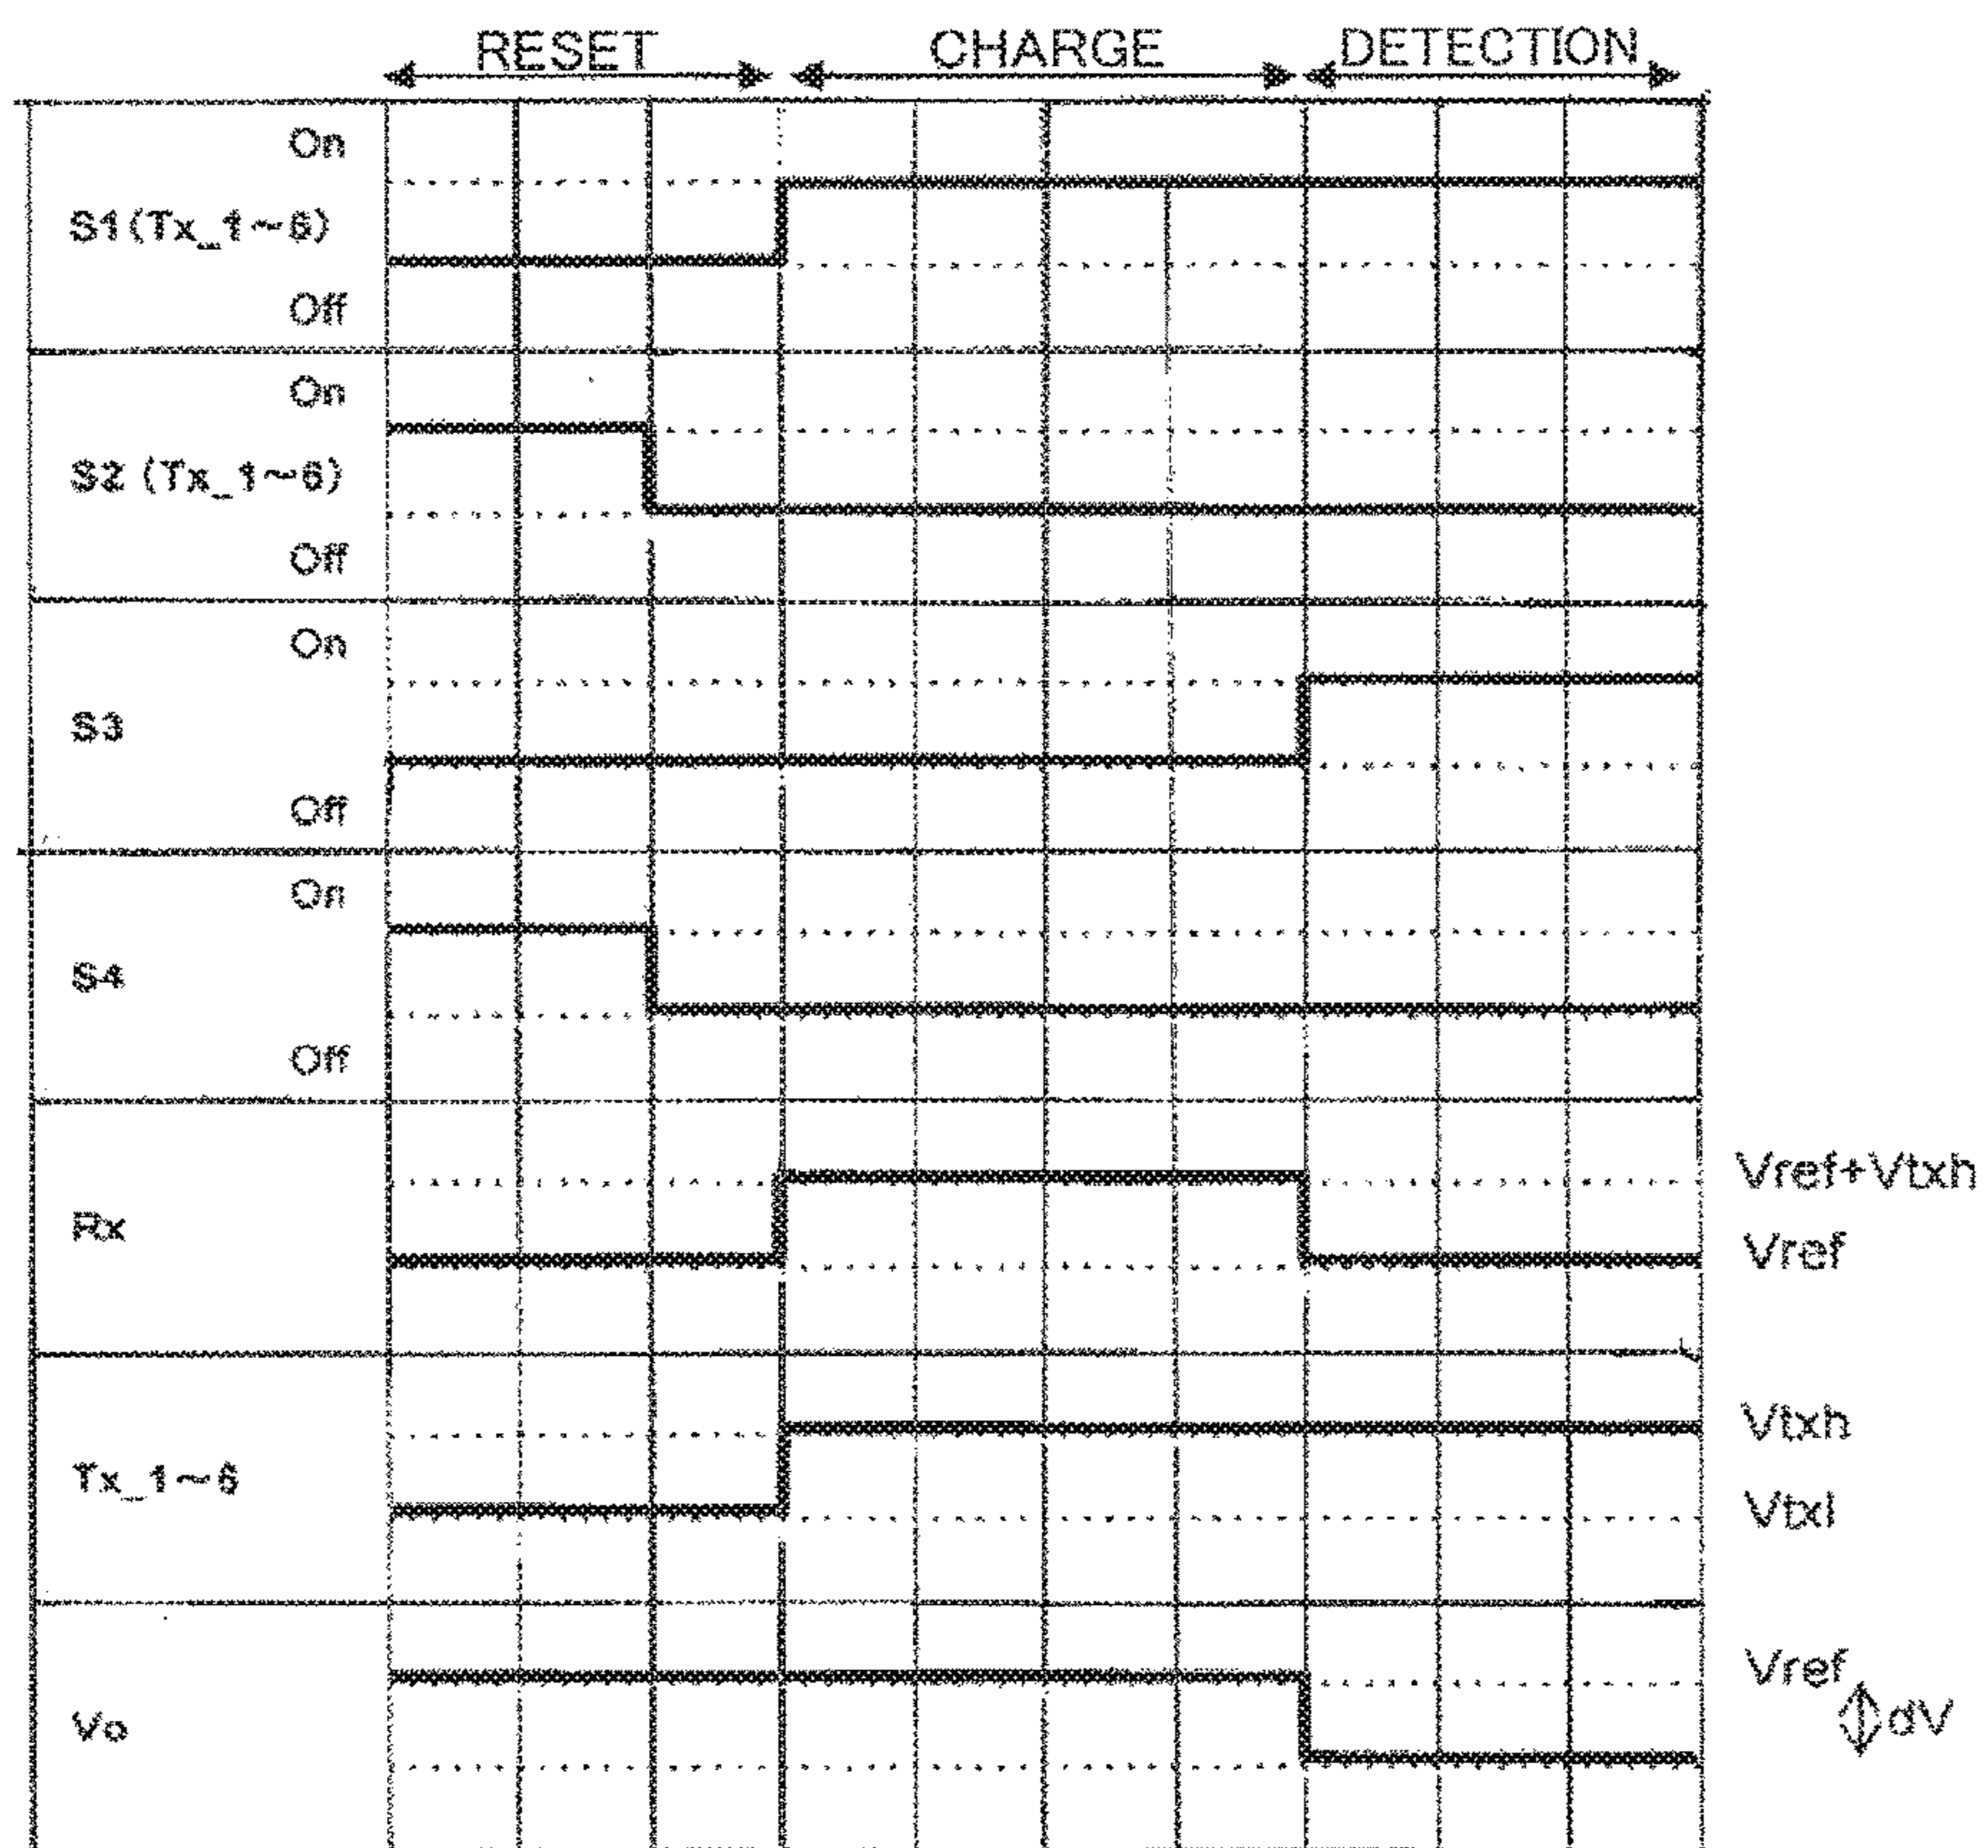 RESET CHARGE DETECTION
On
S1(Tx_1~6)
Off
On
S2 (Tx_1~6)
Off
On
S3
Off
On
S4
Off
Vref+Vtxh
Rx
Vref
Vtxh
Tx_1~6
Vtxl
Vref
dV
Vo